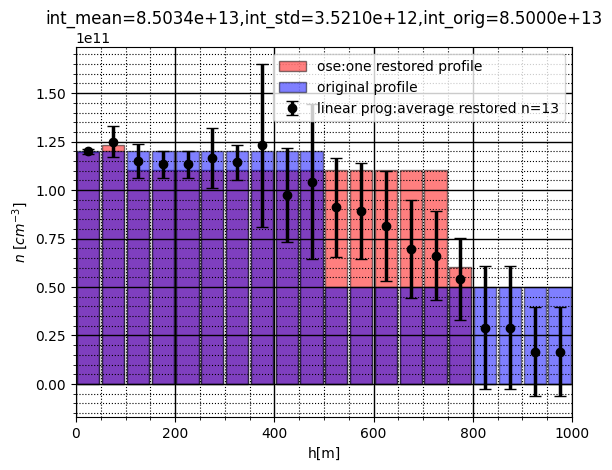 int_mean=8.5034e+13,int_std=3.5210e+12,int_orig=8.5000e+13
1e11
ose:one restored profile
original profile
linear prog:average restored n=13
1.50
1.25
1.00
0.75
0.50
0.25
0.00
n [cm⁻³]
0 200 400 600 800 1000
h[m]